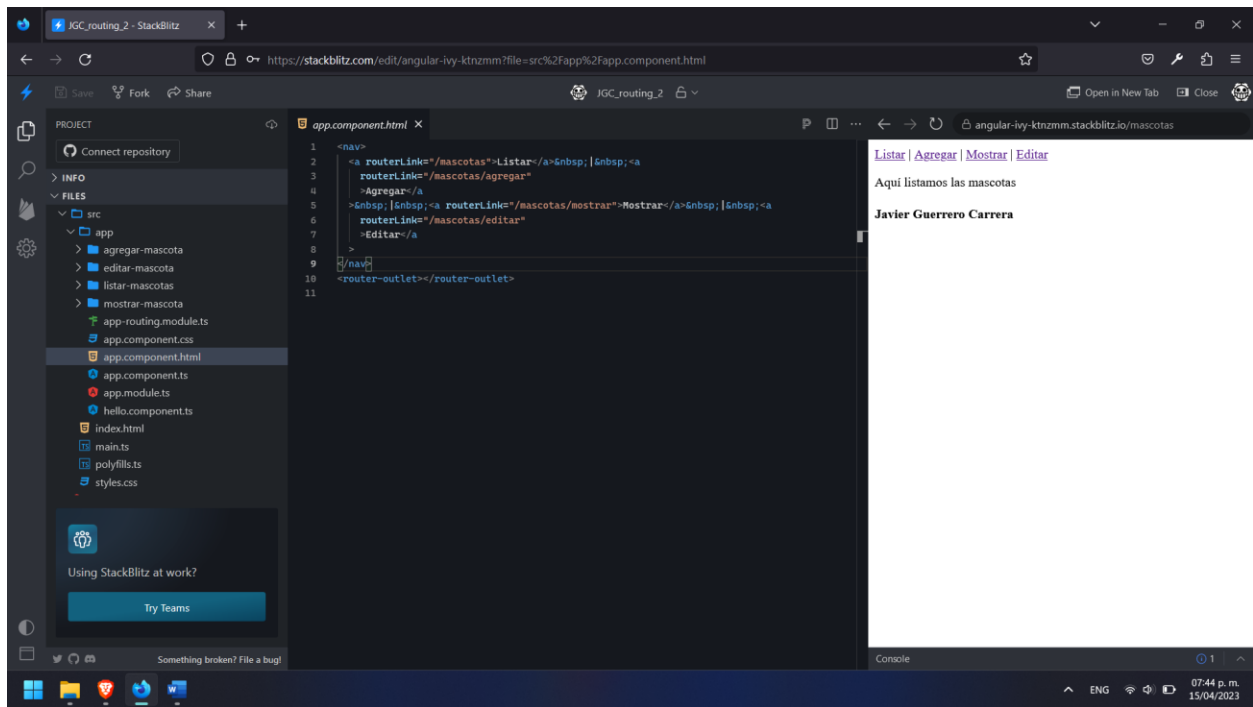 JGC_routing_2 - StackBlitz
https://stackblitz.com/edit/angular-ivy-ktnzmm?file=src%2Fapp%2Fapp.component.html
Save Fork Share
JGC_routing_2
Open in New Tab Close
PROJECT
Connect repository
INFO
FILES
src
app
agregar-mascota
editar-mascota
listar-mascotas
mostrar-mascota
app-routing.module.ts
app.component.css
app.component.html
app.component.ts
app.module.ts
hello.component.ts
index.html
main.ts
polyfills.ts
styles.css
Using StackBlitz at work?
Try Teams
Something broken? File a bug!
app.component.html
1 <nav>
2 <a routerLink="/mascotas">Listar</a>&nbsp;|&nbsp;<a
3 routerLink="/mascotas/agregar"
4 >Agregar</a
5 >&nbsp;|&nbsp;<a routerLink="/mascotas/mostrar">Mostrar</a>&nbsp;|&nbsp;<a
6 routerLink="/mascotas/editar"
7 >Editar</a
8 >
9 </nav>
10 <router-outlet></router-outlet>
11
angular-ivy-ktnzmm.stackblitz.io/mascotas
Listar | Agregar | Mostrar | Editar
Aquí listamos las mascotas
Javier Guerrero Carrera
Console
1
ENG
07:44 p. m.
15/04/2023